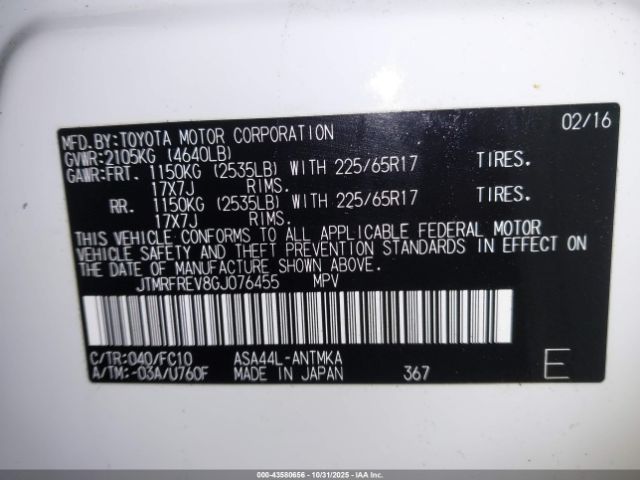 MFD.BY:TOYOTA MOTOR CORPORATION 02/16
GVWR:2105KG (4640LB)
GAWR:FRT. 1150KG (2535LB) WITH 225/65R17 TIRES.
17X7J RIMS.
RR. 1150KG (2535LB) WITH 225/65R17 TIRES.
17X7J RIMS.
THIS VEHICLE CONFORMS TO ALL APPLICABLE FEDERAL MOTOR
VEHICLE SAFETY AND THEFT PREVENTION STANDARDS IN EFFECT ON
THE DATE OF MANUFACTURE SHOWN ABOVE.
JTMRFREV8GJ076455 MPV
C/TR:040/FC10 ASA44L-ANTMKA
A/TM:-03A/U760F MADE IN JAPAN 367 E
000-43580656 - 10/31/2025 - IAAI.COM